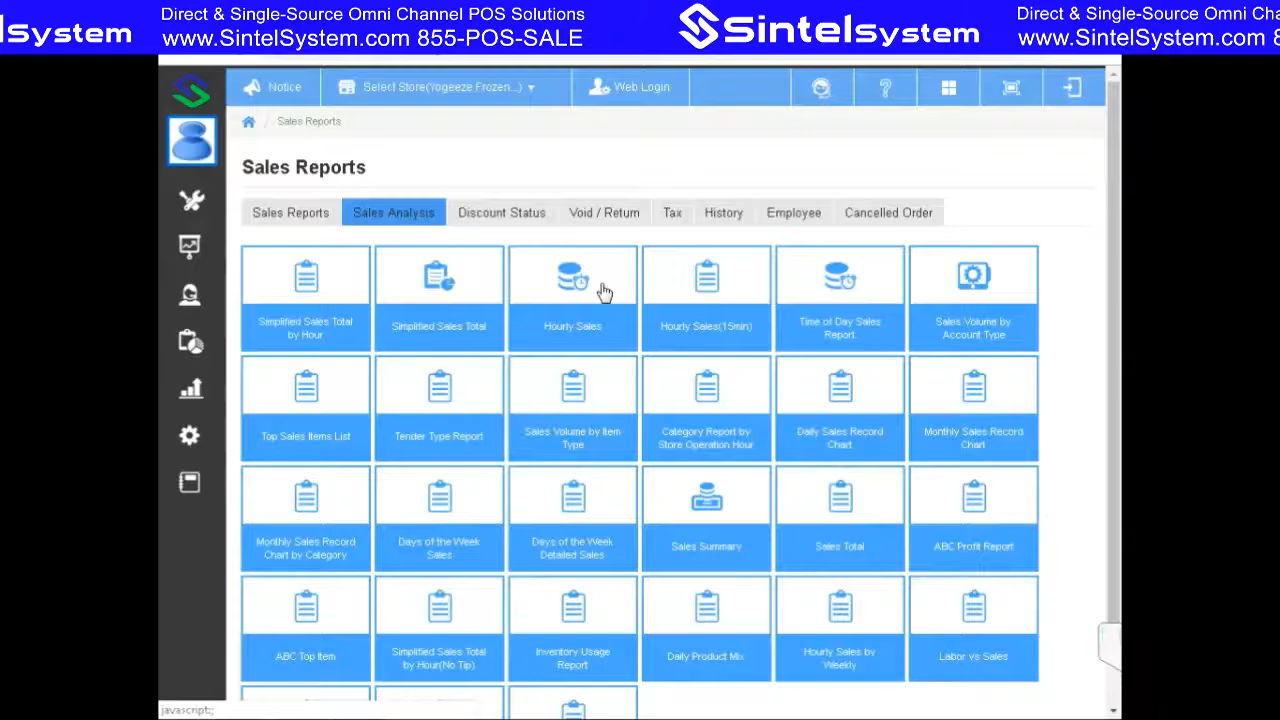 system
Direct & Single-Source Omni Channel POS Solutions
www.SintelSystem.com 855-POS-SALE
Sintelsystem
Direct & Single-Source Omni Cha
www.SintelSystem.com 8
Notice
Select Store(Yogeeze Frozen...) ▼
Web Login
?
/ Sales Reports
Sales Reports
Sales Reports
Sales Analysis
Discount Status
Void / Return
Tax
History
Employee
Cancelled Order
Simplified Sales Total
by Hour
Simplified Sales Total
Hourly Sales
Hourly Sales(15min)
Time of Day Sales
Report
Sales Volume by
Account Type
Top Sales Items List
Tender Type Report
Sales Volume by Item
Type
Category Report by
Store Operation Hour
Daily Sales Record
Chart
Monthly Sales Record
Chart
Monthly Sales Record
Chart by Category
Days of the Week
Sales
Days of the Week
Detailed Sales
Sales Summary
Sales Total
ABC Profit Report
ABC Top Item
Simplified Sales Total
by Hour(No Tip)
Inventory Usage
Report
Daily Product Mix
Hourly Sales by
Weekly
Labor vs Sales
javascript:;